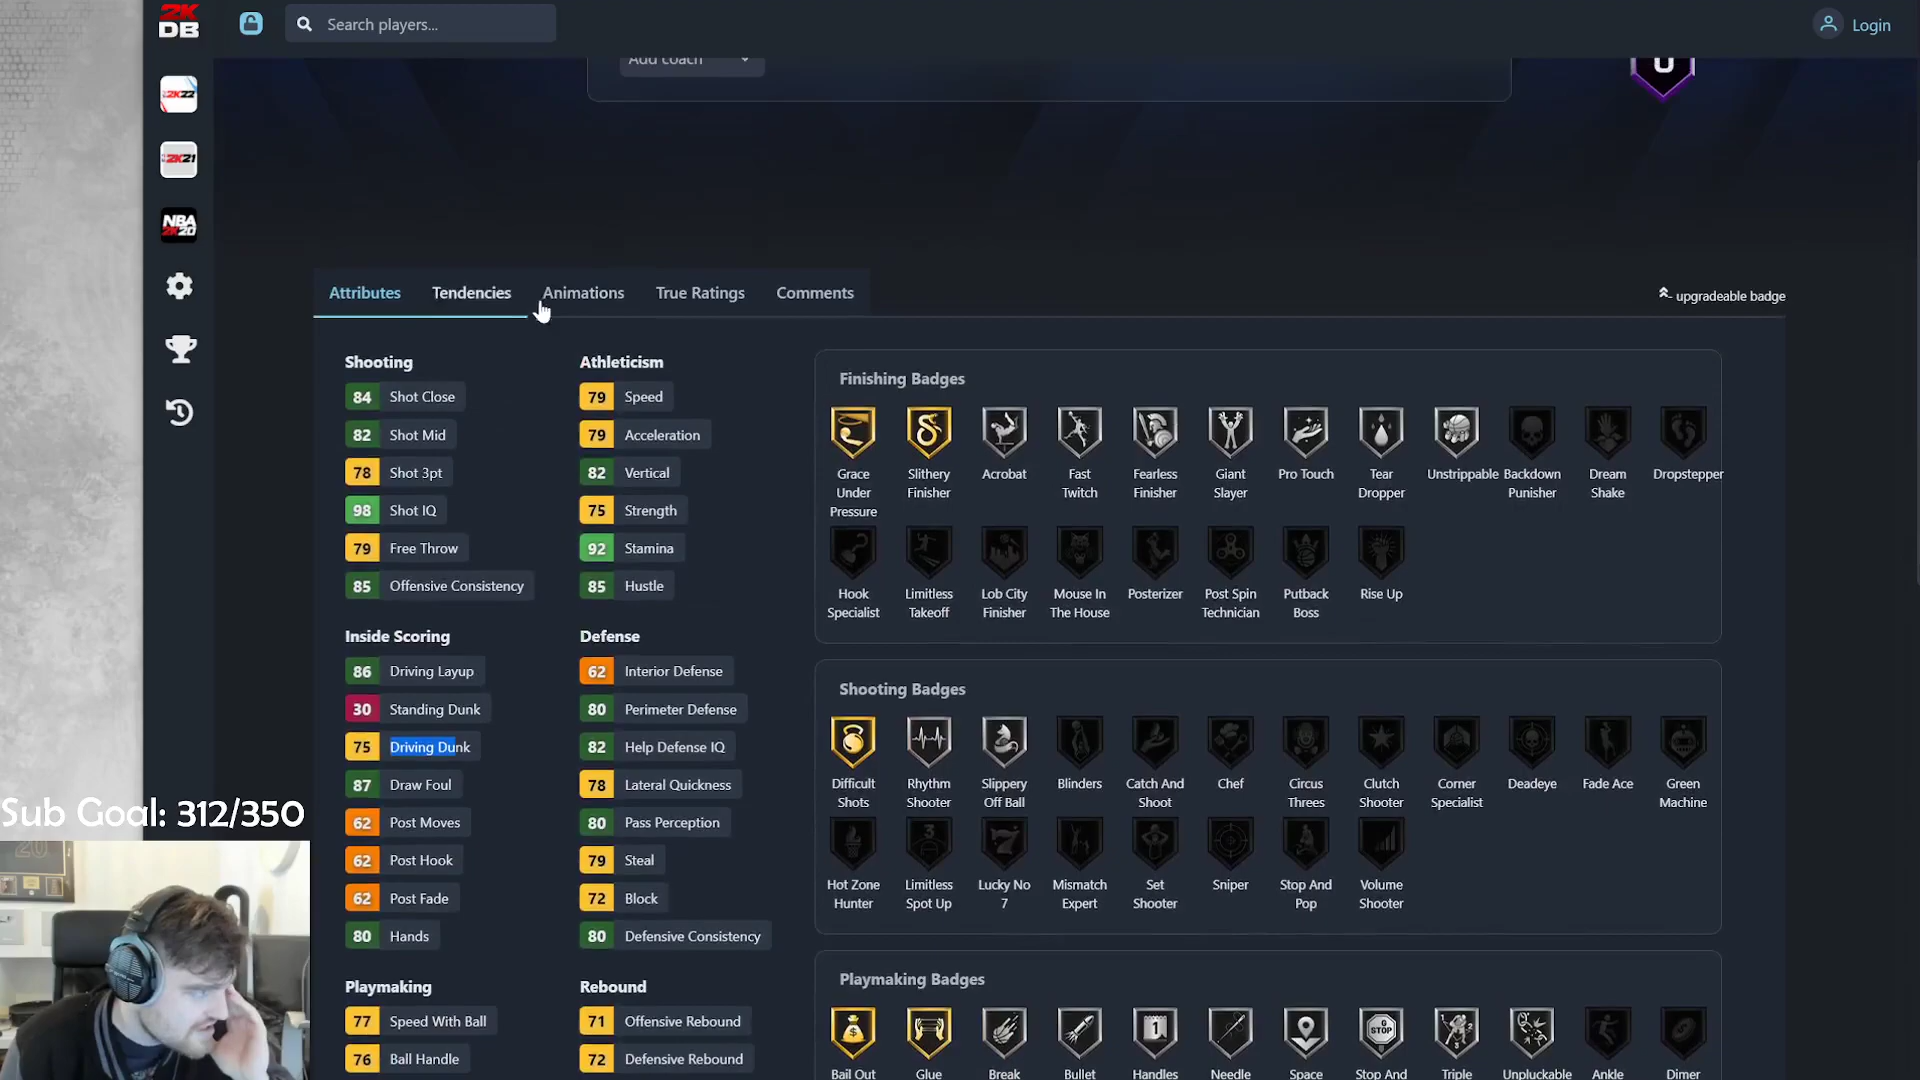 2K
DB
Search players...
Login
Add coach
0
2K22
2K21
NBA
2K20
Attributes
Tendencies
Animations
True Ratings
Comments
- upgradeable badge
Shooting
84 Shot Close
82 Shot Mid
78 Shot 3pt
98 Shot IQ
79 Free Throw
85 Offensive Consistency
Inside Scoring
86 Driving Layup
30 Standing Dunk
75 Driving Dunk
87 Draw Foul
62 Post Moves
62 Post Hook
62 Post Fade
80 Hands
Playmaking
77 Speed With Ball
76 Ball Handle
Athleticism
79 Speed
79 Acceleration
82 Vertical
75 Strength
92 Stamina
85 Hustle
Defense
62 Interior Defense
80 Perimeter Defense
82 Help Defense IQ
78 Lateral Quickness
80 Pass Perception
79 Steal
72 Block
80 Defensive Consistency
Rebound
71 Offensive Rebound
72 Defensive Rebound
Finishing Badges
Grace
Under
Pressure
Slithery
Finisher
Acrobat
Fast
Twitch
Fearless
Finisher
Giant
Slayer
Pro Touch
Tear
Dropper
Unstrippable
Backdown
Punisher
Dream
Shake
Dropstepper
Hook
Specialist
Limitless
Takeoff
Lob City
Finisher
Mouse In
The House
Posterizer
Post Spin
Technician
Putback
Boss
Rise Up
Shooting Badges
Difficult
Shots
Rhythm
Shooter
Slippery
Off Ball
Blinders
Catch And
Shoot
Chef
Circus
Threes
Clutch
Shooter
Corner
Specialist
Deadeye
Fade Ace
Green
Machine
Hot Zone
Hunter
Limitless
Spot Up
Lucky No
7
Mismatch
Expert
Set
Shooter
Sniper
Stop And
Pop
Volume
Shooter
Playmaking Badges
Bail Out
Glue
Break
Bullet
Handles
Needle
Space
Stop And
Triple
Unpluckable
Ankle
Dimer
Sub Goal: 312/350